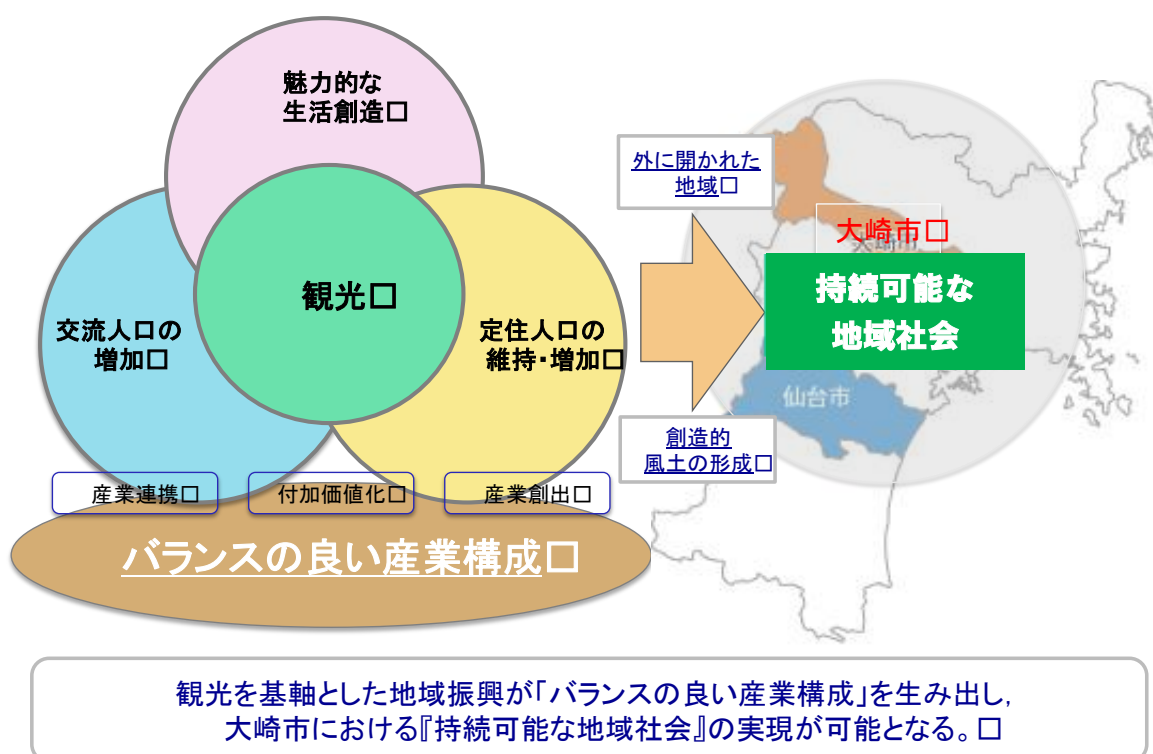 魅力的な
生活創造□
観光□
交流人口の
増加□
定住人口の
維持・増加□
産業連携□
付加価値化□
産業創出□
バランスの良い産業構成□
外に開かれた
地域□
創造的
風土の形成□
大崎市□
大崎市
持続可能な
地域社会
仙台市
観光を基軸とした地域振興が「バランスの良い産業構成」を生み出し,
大崎市における『持続可能な地域社会』の実現が可能となる。□